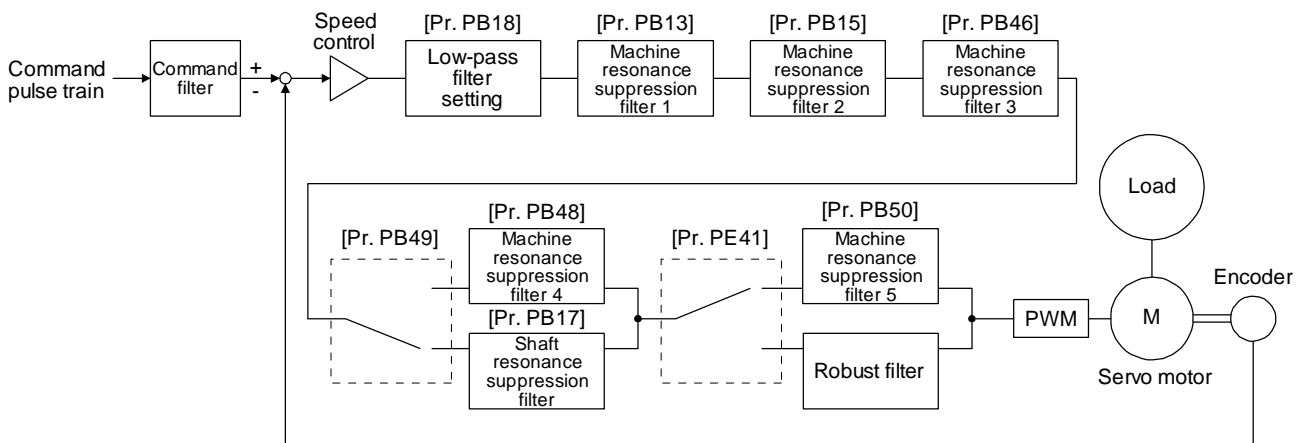 Speed
control
[Pr. PB18]
[Pr. PB13]
[Pr. PB15]
[Pr. PB46]
Command
pulse train
Command
filter
+
-
Low-pass
filter
setting
Machine
resonance
suppression
filter 1
Machine
resonance
suppression
filter 2
Machine
resonance
suppression
filter 3
Load
[Pr. PB49]
[Pr. PB48]
Machine
resonance
suppression
filter 4
[Pr. PB17]
Shaft
resonance
suppression
filter
[Pr. PE41]
[Pr. PB50]
Machine
resonance
suppression
filter 5
Robust filter
PWM
M
Servo motor
Encoder